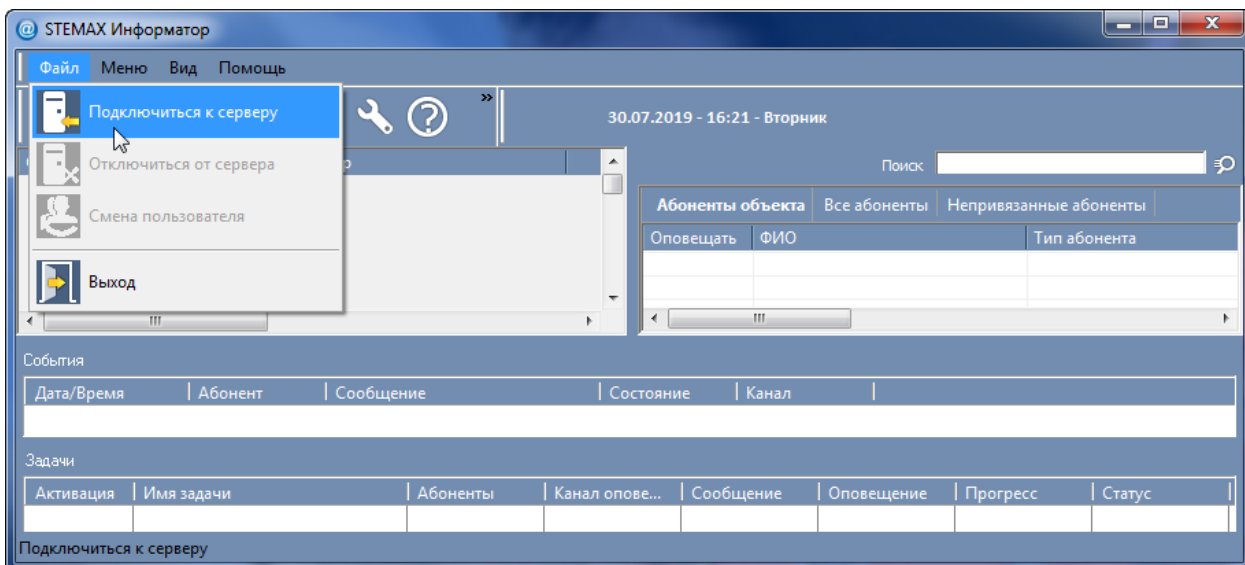 STEMAX Информатор
Файл Меню Вид Помощь
Подключиться к серверу
Отключиться от сервера
Смена пользователя
Выход
30.07.2019 - 16:21 - Вторник
Поиск
Абоненты объекта Все абоненты Непривязанные абоненты
Оповещать ФИО Тип абонента
События
Дата/Время Абонент Сообщение Состояние Канал
Задачи
Активация Имя задачи Абоненты Канал опове... Сообщение Оповещение Прогресс Статус
Подключиться к серверу